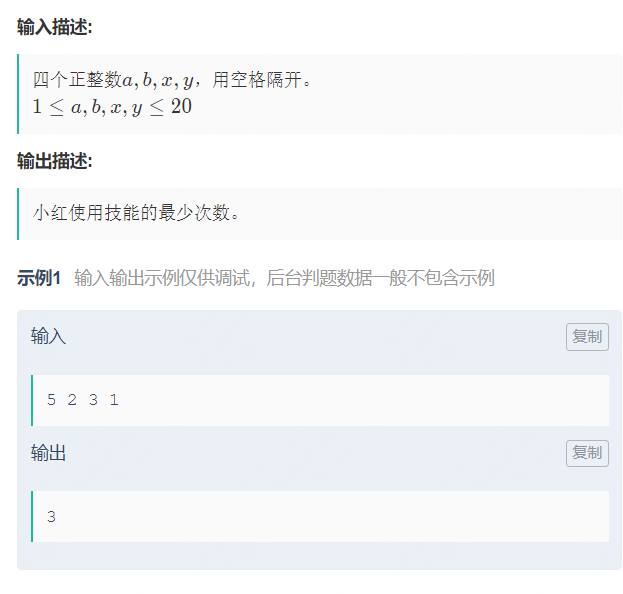 输入描述:
四个正整数a, b, x, y，用空格隔开。
1 ≤ a, b, x, y ≤ 20
输出描述:
小红使用技能的最少次数。
示例1 输入输出示例仅供调试，后台判题数据一般不包含示例
输入 复制
5 2 3 1
输出 复制
3